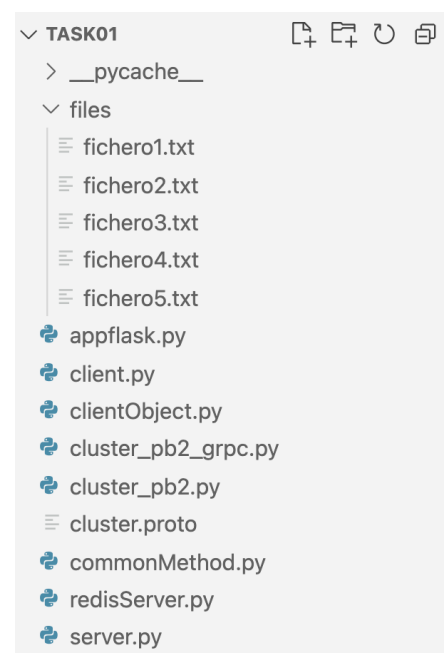 TASK01
__pycache__
files
fichero1.txt
fichero2.txt
fichero3.txt
fichero4.txt
fichero5.txt
appflask.py
client.py
clientObject.py
cluster_pb2_grpc.py
cluster_pb2.py
cluster.proto
commonMethod.py
redisServer.py
server.py